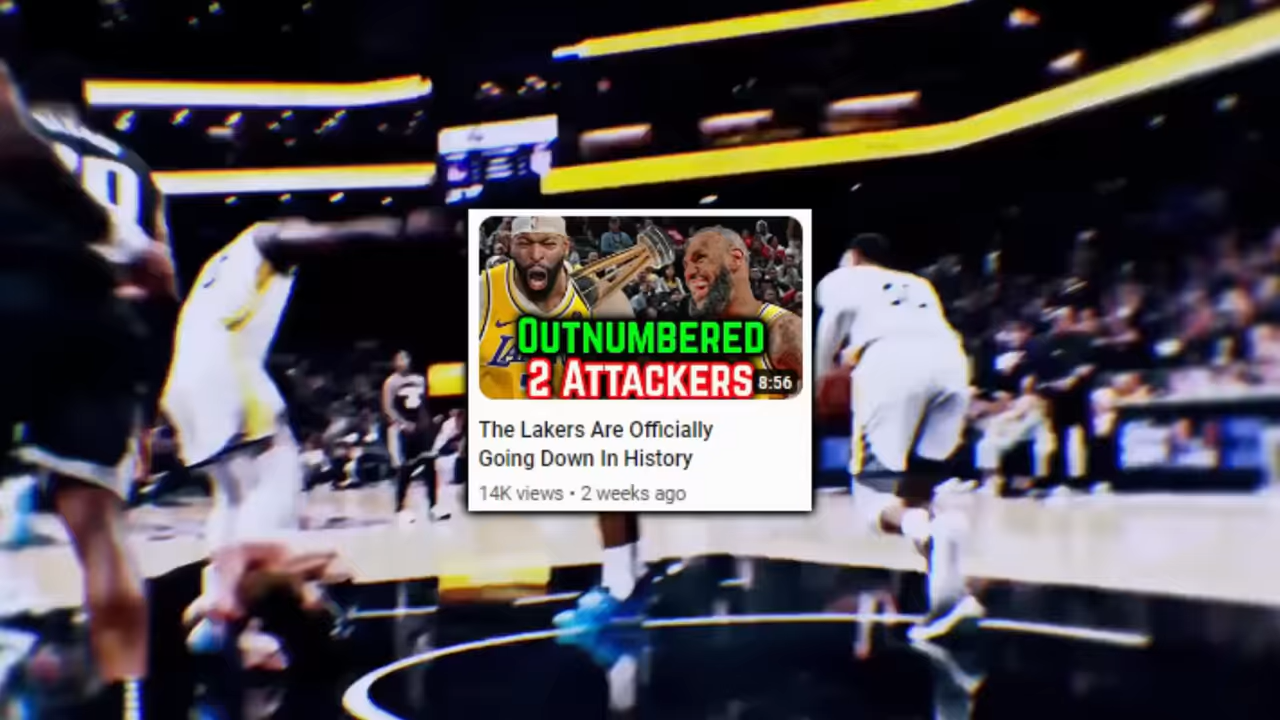 OUTNUMBERED
2 ATTACKERS
8:56
The Lakers Are Officially
Going Down In History
14K views • 2 weeks ago